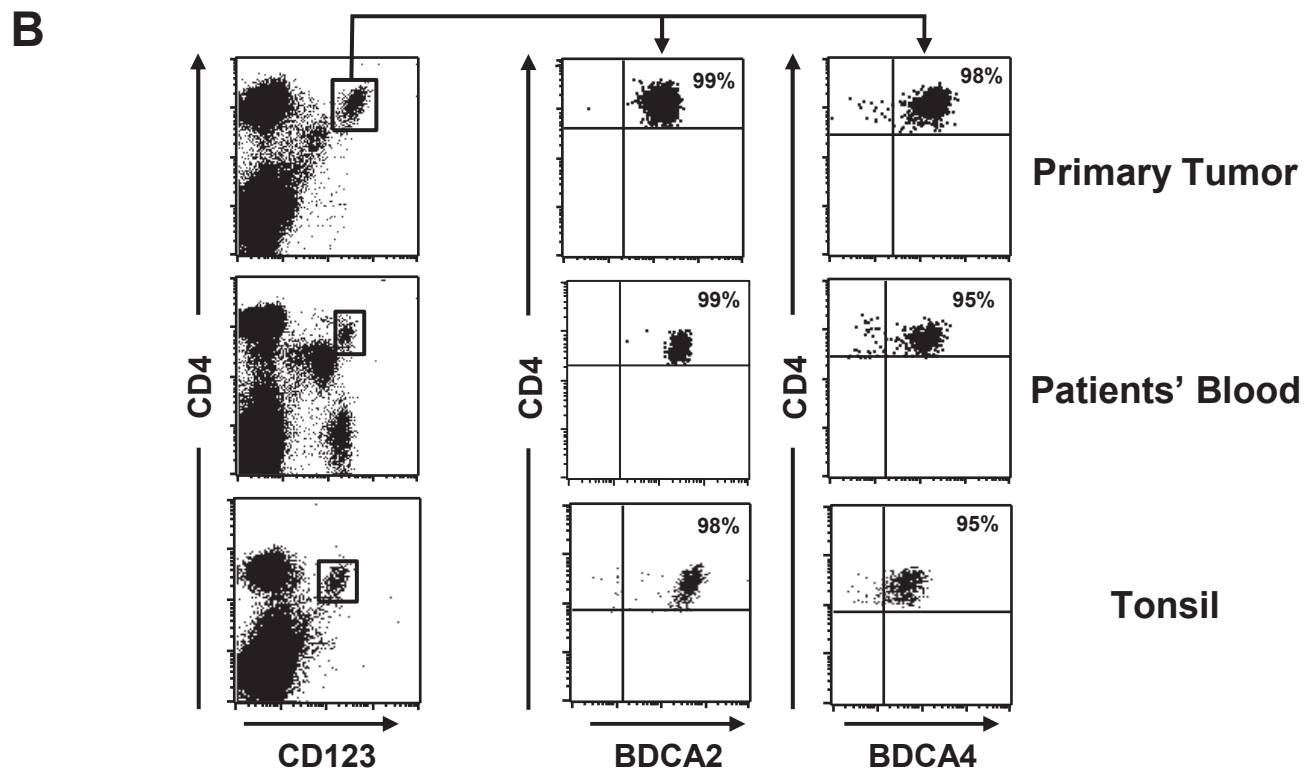 B
CD4
CD4
CD4
99%
98%
Primary Tumor
99%
95%
Patients’ Blood
98%
95%
Tonsil
CD123
BDCA2
BDCA4